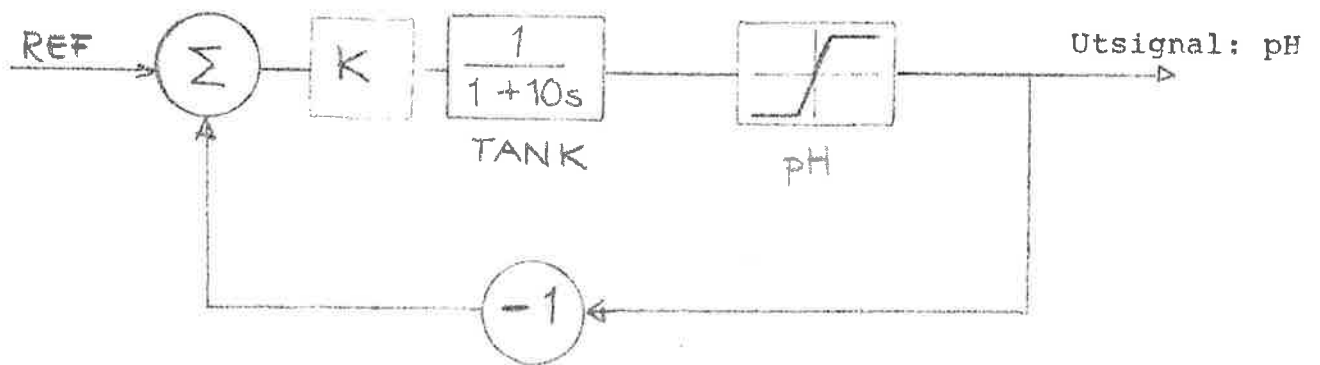 REF
Σ
K
1
1+10s
TANK
pH
Utsignal: pH
-1